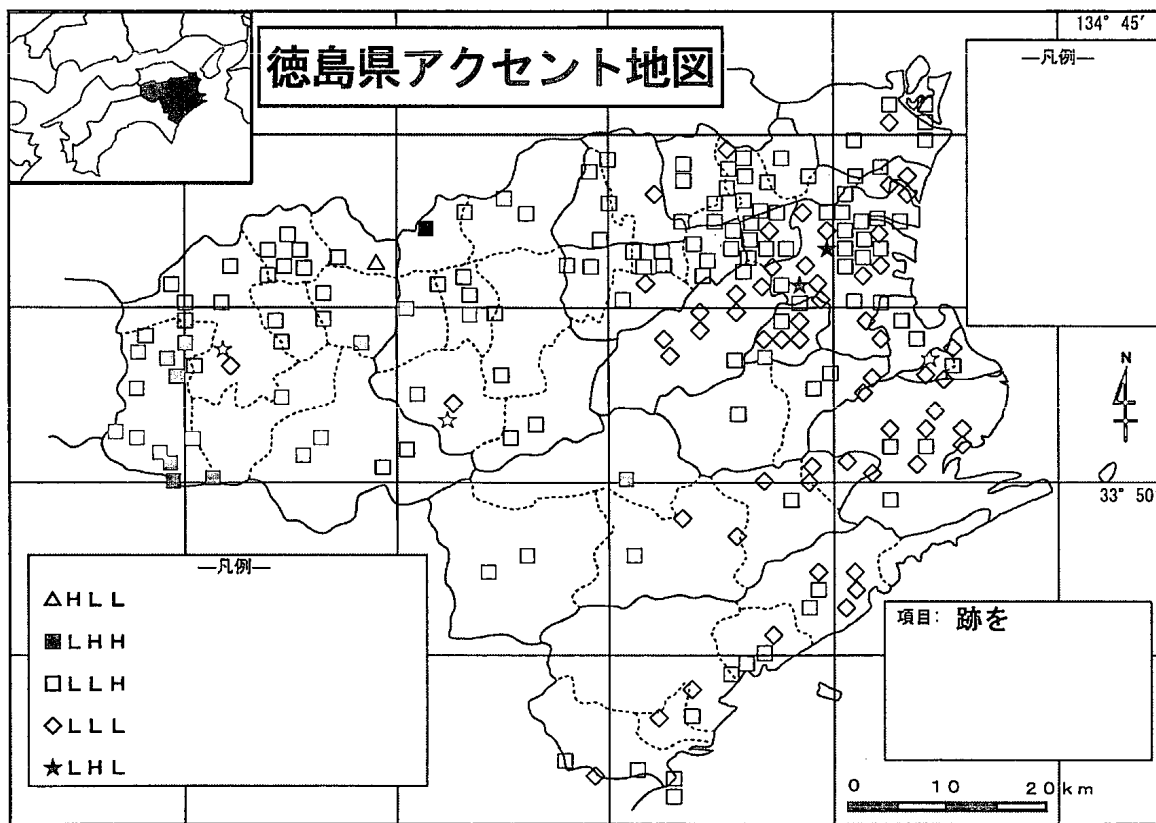 徳島県アクセント地図
134° 45′
―凡例―
N
33° 50′
―凡例―
△HLL
■LHH
□LLH
◇LLL
★LHL
項目: 跡を
0 10 20km